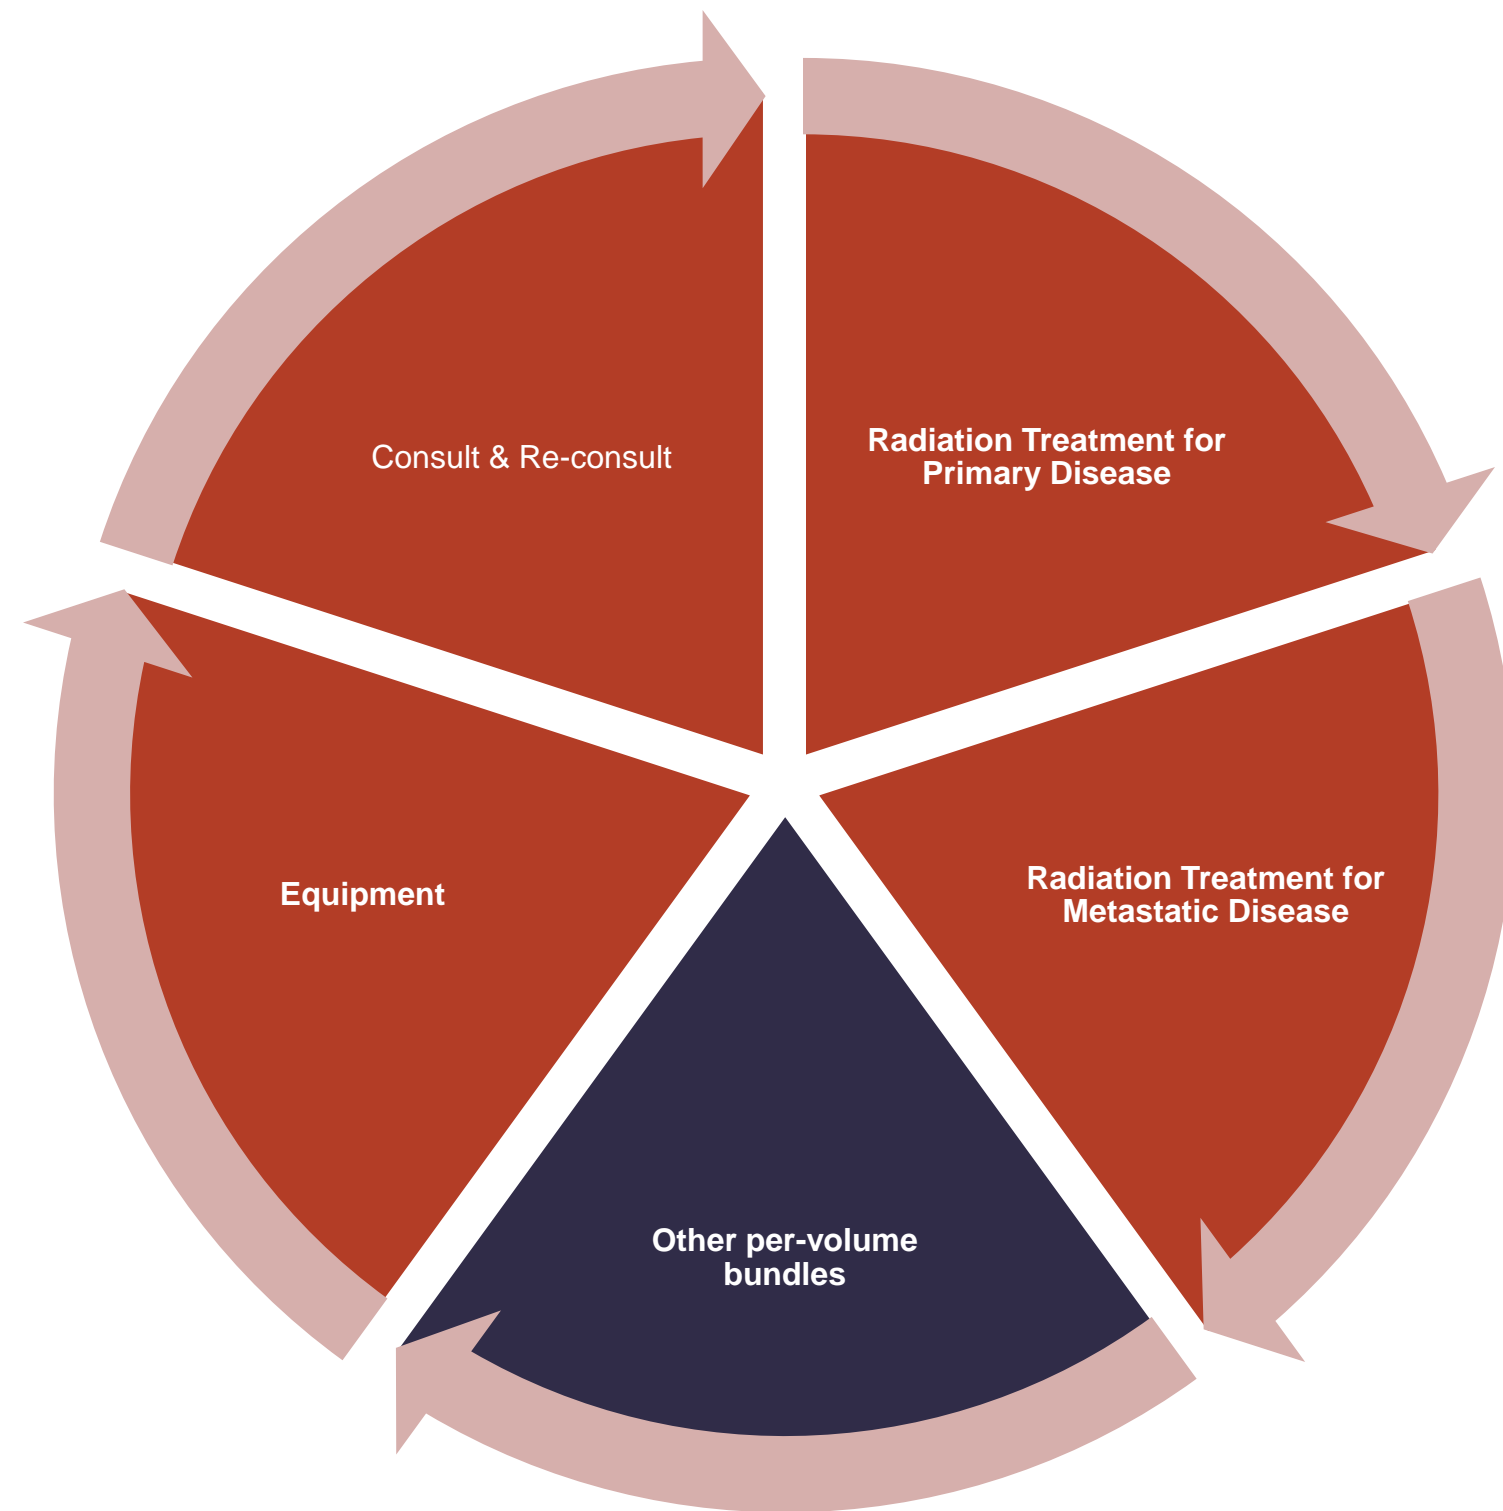 Consult & Re-consult
Radiation Treatment for
Primary Disease
Equipment
Radiation Treatment for
Metastatic Disease
Other per-volume
bundles